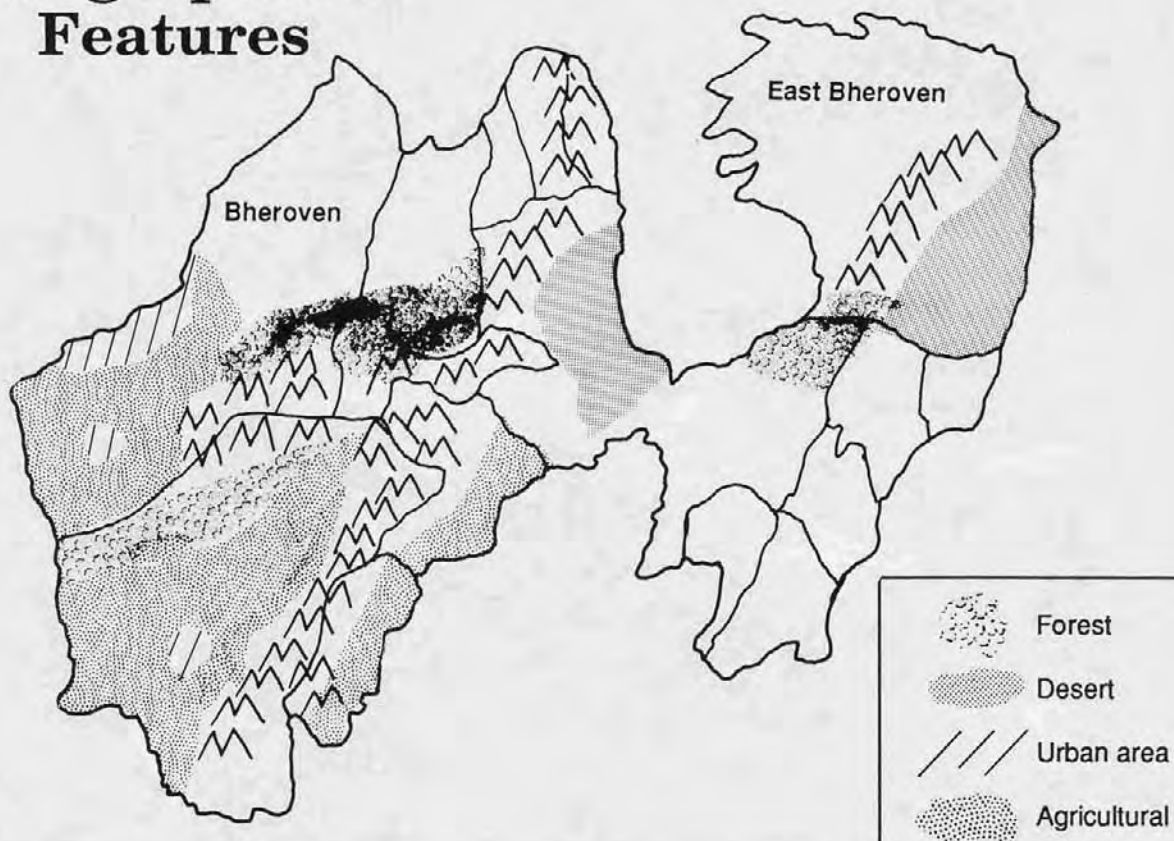 Features
East Bheroven
Bheroven
Forest
Desert
Urban area
Agricultural